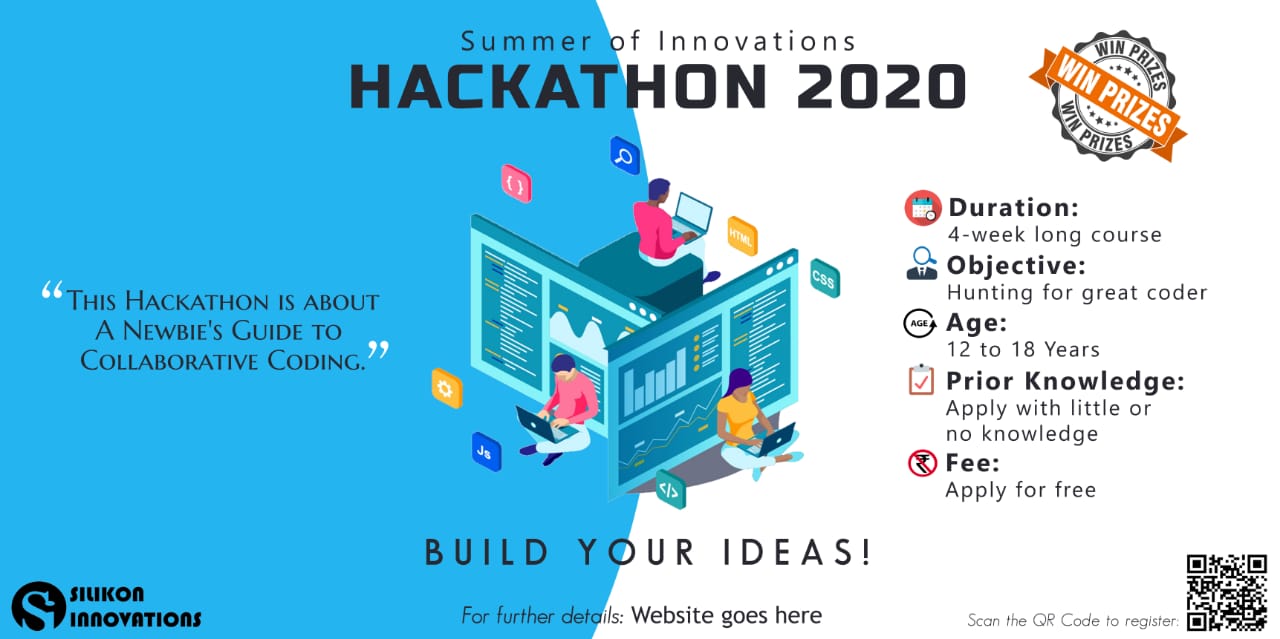 Summer of Innovations
HACKATHON 2020
WIN PRIZES
WIN PRIZES
WIN PRIZES
{ }
HTML
CSS
Js
</>
“This Hackathon is about
A Newbie's Guide to
Collaborative Coding.”
Duration:
4-week long course
Objective:
Hunting for great coder
AGE
Age:
12 to 18 Years
Prior Knowledge:
Apply with little or
no knowledge
₹
Fee:
Apply for free
BUILD YOUR IDEAS!
SILIKON
INNOVATIONS
For further details: Website goes here
Scan the QR Code to register: